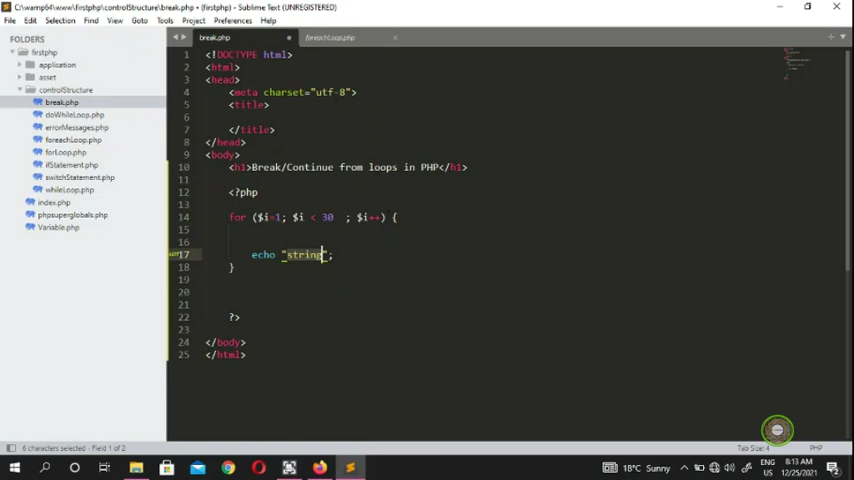 C:\wamp64\www\firstphp\controlStructure\break.php • (firstphp) - Sublime Text (UNREGISTERED)
File Edit Selection Find View Goto Tools Project Preferences Help
FOLDERS
firstphp
application
asset
controlStructure
break.php
doWhileLoop.php
errorMessages.php
foreachLoop.php
forLoop.php
ifStatement.php
switchStatement.php
whileLoop.php
index.php
phpsuperglobals.php
Variable.php
break.php
foreachLoop.php
1 <!DOCTYPE html>
2 <html>
3 <head>
4 <meta charset="utf-8">
5 <title>
6
7 </title>
8 </head>
9 <body>
10 <h1>Break/Continue from loops in PHP</h1>
11
12 <?php
13
14 for ($i=1; $i < 30 ; $i++) {
15
16
17 echo "string";
18 }
19
20
21
22 ?>
23
24 </body>
25 </html>
6 characters selected - Field 1 of 2
Tab Size: 4
PHP
18°C Sunny
ENG
US
8:13 AM
12/25/2021
2